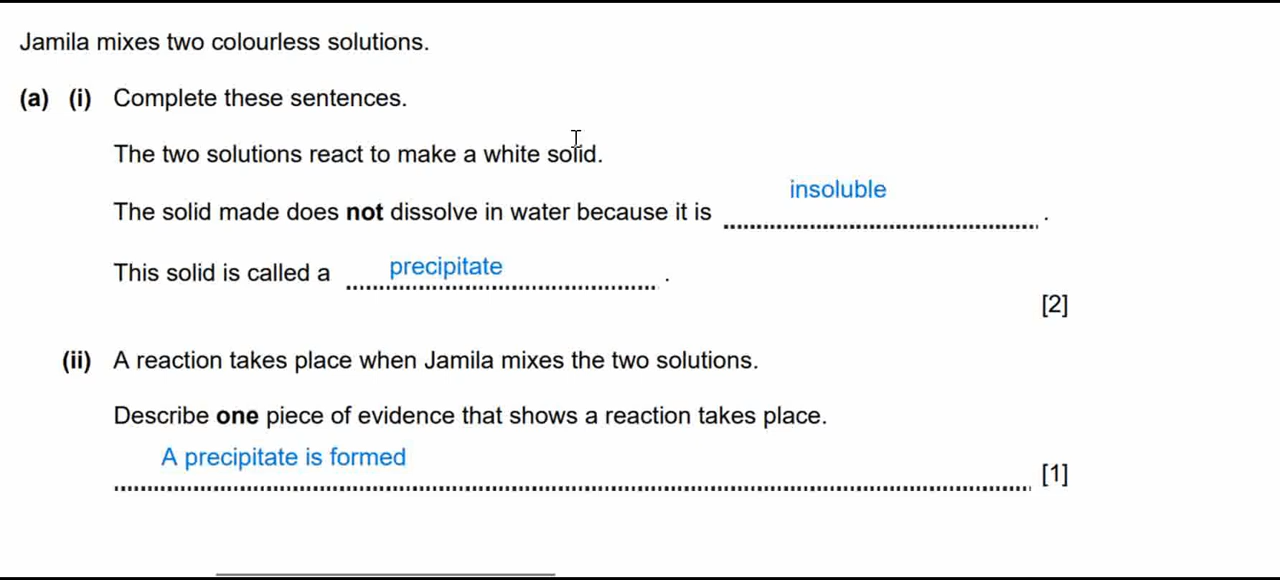 Jamila mixes two colourless solutions.
(a) (i) Complete these sentences.
The two solutions react to make a white solid.
insoluble
The solid made does not dissolve in water because it is ........................................ .
This solid is called a precipitate .
[2]
(ii) A reaction takes place when Jamila mixes the two solutions.
Describe one piece of evidence that shows a reaction takes place.
A precipitate is formed
[1]